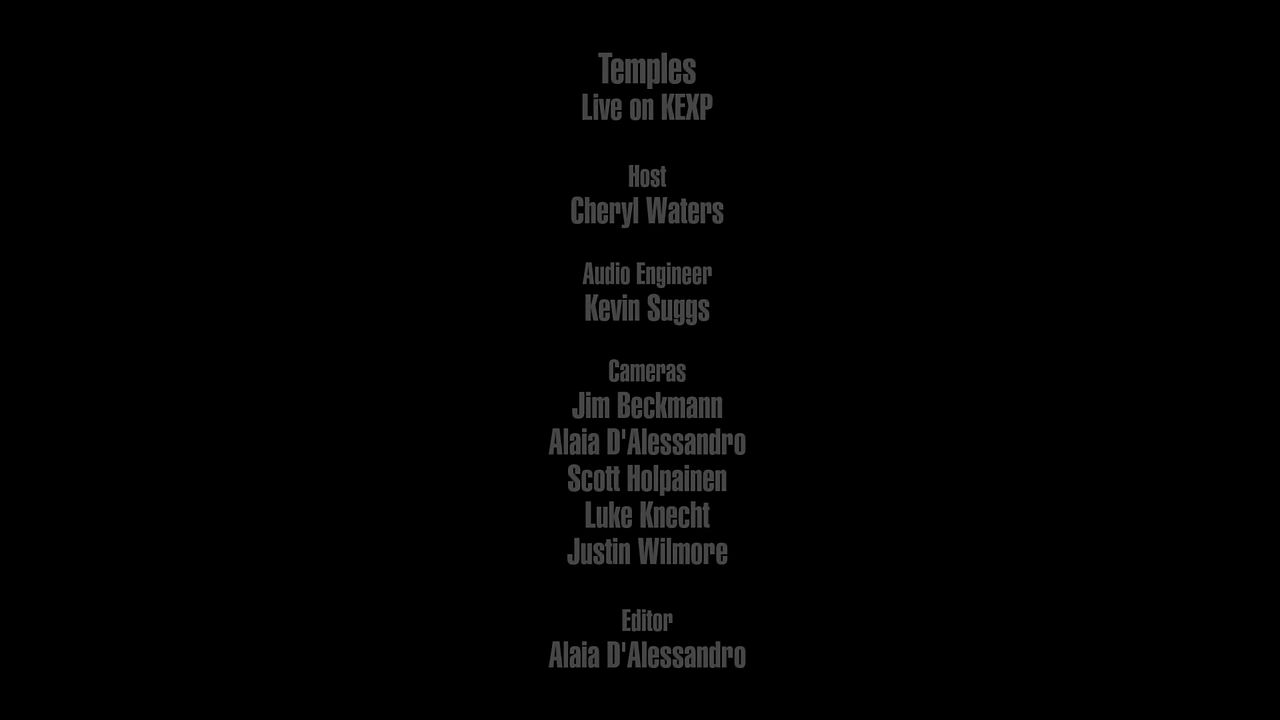 Temples
Live on KEXP
Host
Cheryl Waters
Audio Engineer
Kevin Suggs
Cameras
Jim Beckmann
Alaia D'Alessandro
Scott Holpainen
Luke Knecht
Justin Wilmore
Editor
Alaia D'Alessandro